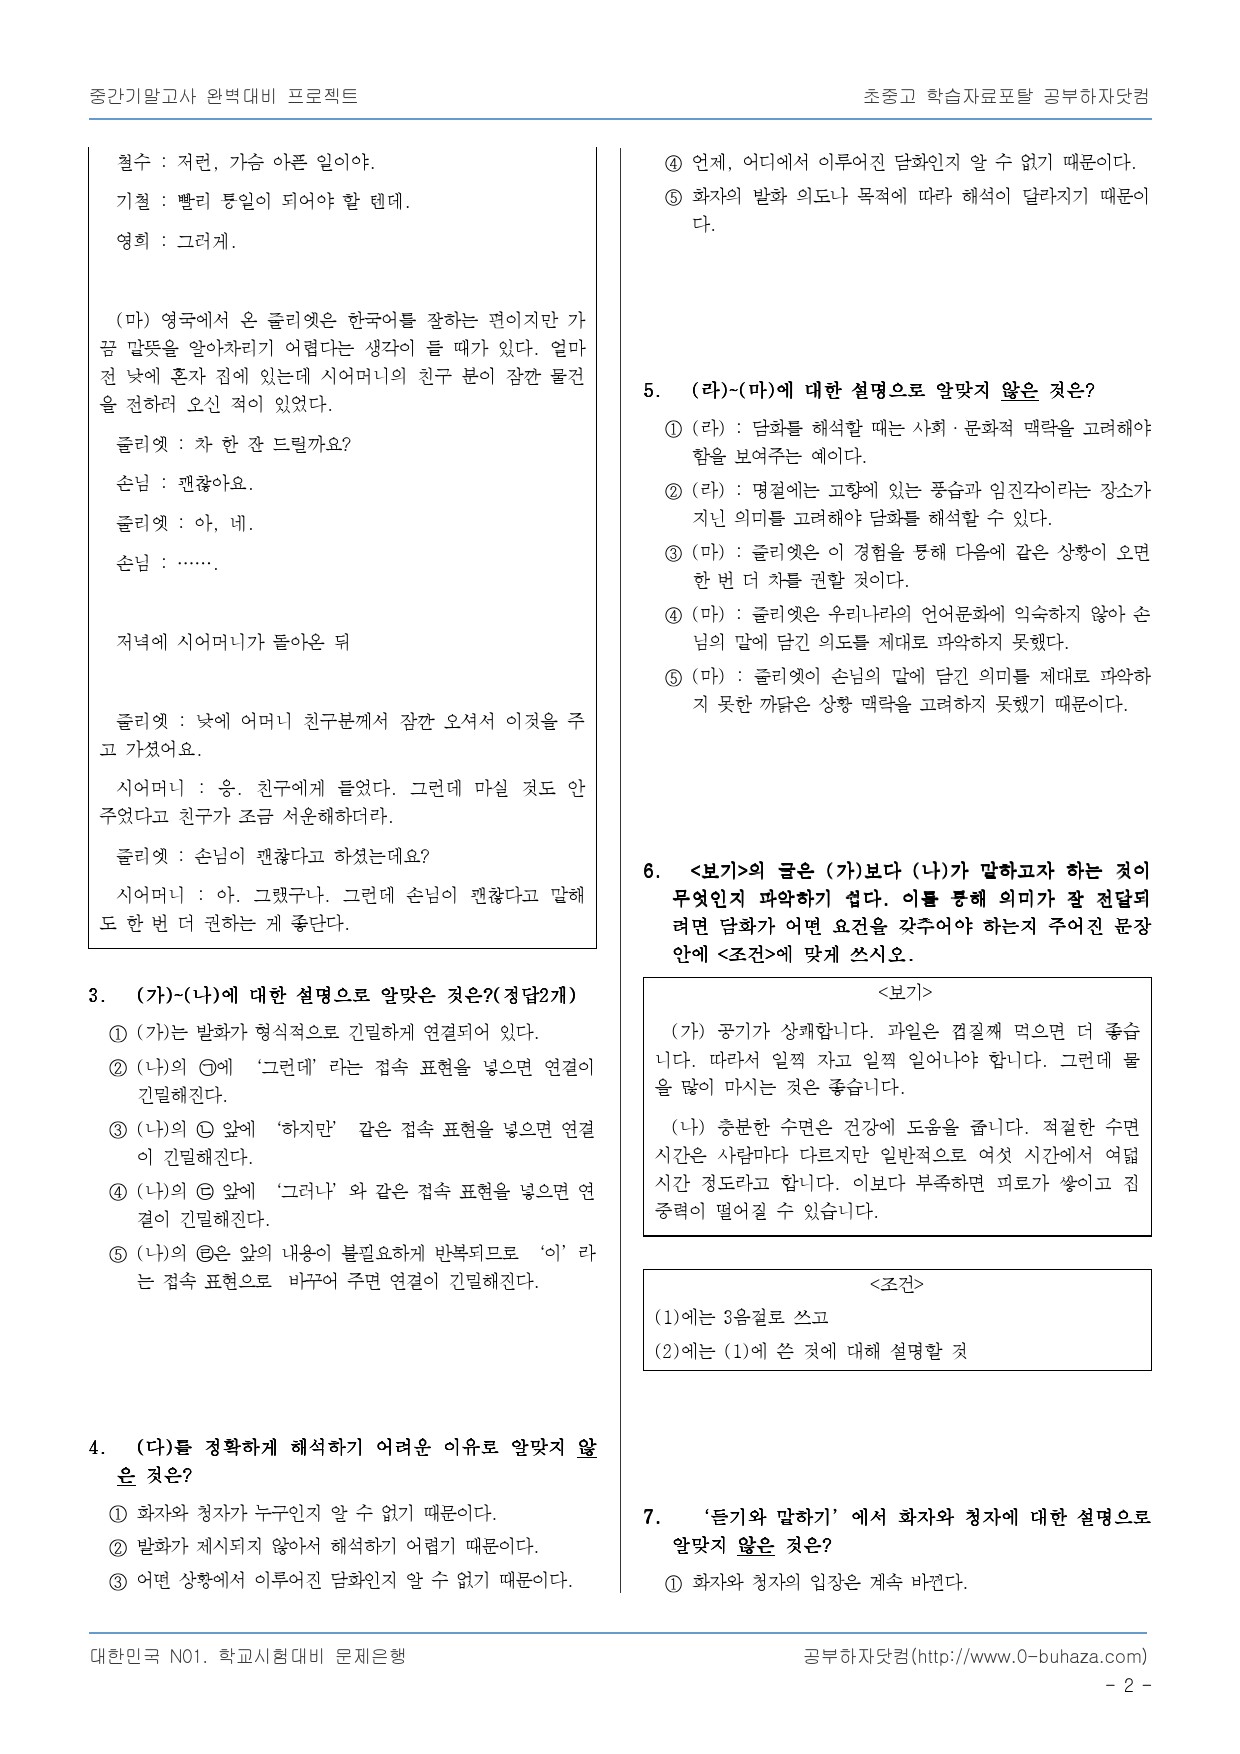 중간기말고사 완벽대비 프로젝트
초중고 학습자료포탈 공부하자닷컴
철수 : 저런, 가슴 아픈 일이야.
기철 : 빨리 통일이 되어야 할 텐데.
영희 : 그러게.
(마) 영국에서 온 줄리엣은 한국어를 잘하는 편이지만 가
끔 말뜻을 알아차리기 어렵다는 생각이 들 때가 있다. 얼마
전 낮에 혼자 집에 있는데 시어머니의 친구 분이 잠깐 물건
을 전하러 오신 적이 있었다.
줄리엣 : 차 한 잔 드릴까요?
손님 : 괜찮아요.
줄리엣 : 아, 네.
손님 : …….
저녁에 시어머니가 돌아온 뒤
줄리엣 : 낮에 어머니 친구분께서 잠깐 오셔서 이것을 주
고 가셨어요.
시어머니 : 응. 친구에게 들었다. 그런데 마실 것도 안
주었다고 친구가 조금 서운해하더라.
줄리엣 : 손님이 괜찮다고 하셨는데요?
시어머니 : 아. 그랬구나. 그런데 손님이 괜찮다고 말해
도 한 번 더 권하는 게 좋단다.
3. (가)~(나)에 대한 설명으로 알맞은 것은?(정답2개)
① (가)는 발화가 형식적으로 긴밀하게 연결되어 있다.
② (나)의 ㉠에 ‘그런데’라는 접속 표현을 넣으면 연결이
긴밀해진다.
③ (나)의 ㉡ 앞에 ‘하지만’ 같은 접속 표현을 넣으면 연결
이 긴밀해진다.
④ (나)의 ㉢ 앞에 ‘그러나’와 같은 접속 표현을 넣으면 연
결이 긴밀해진다.
⑤ (나)의 ㉣은 앞의 내용이 불필요하게 반복되므로 ‘이’라
는 접속 표현으로 바꾸어 주면 연결이 긴밀해진다.
4. (다)를 정확하게 해석하기 어려운 이유로 알맞지 않
은 것은?
① 화자와 청자가 누구인지 알 수 없기 때문이다.
② 발화가 제시되지 않아서 해석하기 어렵기 때문이다.
③ 어떤 상황에서 이루어진 담화인지 알 수 없기 때문이다.
④ 언제, 어디에서 이루어진 담화인지 알 수 없기 때문이다.
⑤ 화자의 발화 의도나 목적에 따라 해석이 달라지기 때문이
다.
5. (라)~(마)에 대한 설명으로 알맞지 않은 것은?
① (라) : 담화를 해석할 때는 사회·문화적 맥락을 고려해야
함을 보여주는 예이다.
② (라) : 명절에는 고향에 있는 풍습과 임진각이라는 장소가
지닌 의미를 고려해야 담화를 해석할 수 있다.
③ (마) : 줄리엣은 이 경험을 통해 다음에 같은 상황이 오면
한 번 더 차를 권할 것이다.
④ (마) : 줄리엣은 우리나라의 언어문화에 익숙하지 않아 손
님의 말에 담긴 의도를 제대로 파악하지 못했다.
⑤ (마) : 줄리엣이 손님의 말에 담긴 의미를 제대로 파악하
지 못한 까닭은 상황 맥락을 고려하지 못했기 때문이다.
6. <보기>의 글은 (가)보다 (나)가 말하고자 하는 것이
무엇인지 파악하기 쉽다. 이를 통해 의미가 잘 전달되
려면 담화가 어떤 요건을 갖추어야 하는지 주어진 문장
안에 <조건>에 맞게 쓰시오.
<보기>
(가) 공기가 상쾌합니다. 과일은 껍질째 먹으면 더 좋습
니다. 따라서 일찍 자고 일찍 일어나야 합니다. 그런데 물
을 많이 마시는 것은 좋습니다.
(나) 충분한 수면은 건강에 도움을 줍니다. 적절한 수면
시간은 사람마다 다르지만 일반적으로 여섯 시간에서 여덟
시간 정도라고 합니다. 이보다 부족하면 피로가 쌓이고 집
중력이 떨어질 수 있습니다.
<조건>
(1)에는 3음절로 쓰고
(2)에는 (1)에 쓴 것에 대해 설명할 것
7. ‘듣기와 말하기’에서 화자와 청자에 대한 설명으로
알맞지 않은 것은?
① 화자와 청자의 입장은 계속 바뀐다.
대한민국 N01. 학교시험대비 문제은행
공부하자닷컴(http://www.0-buhaza.com)
- 2 -